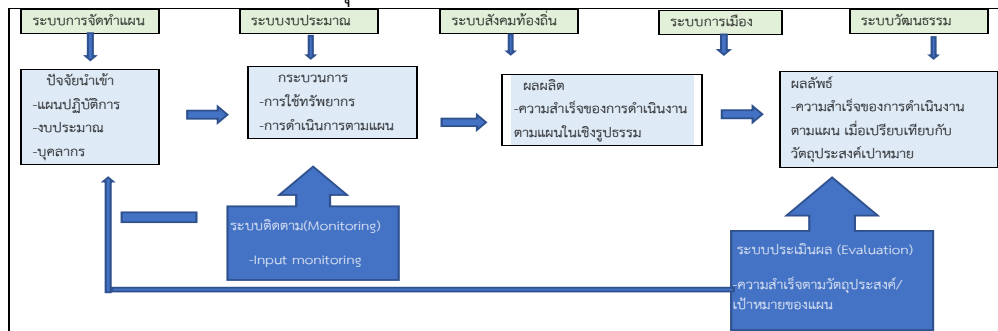 ระบบการจัดทำแผน
ระบบงบประมาณ
ระบบสังคมท้องถิ่น
ระบบการเมือง
ระบบวัฒนธรรม
ปัจจัยนำเข้า
-แผนปฏิบัติการ
-งบประมาณ
-บุคลากร
กระบวนการ
-การใช้ทรัพยากร
-การดำเนินการตามแผน
ผลผลิต
-ความสำเร็จของการดำเนินงาน
ตามแผนในเชิงรูปธรรม
ผลลัพธ์
-ความสำเร็จของการดำเนินงาน
ตามแผน เมื่อเปรียบเทียบกับ
วัตถุประสงค์เปาหมาย
ระบบติดตาม(Monitoring)
-Input monitoring
ระบบประเมินผล (Evaluation)
-ความสำเร็จตามวัตถุประสงค์/
เป้าหมายของแผน